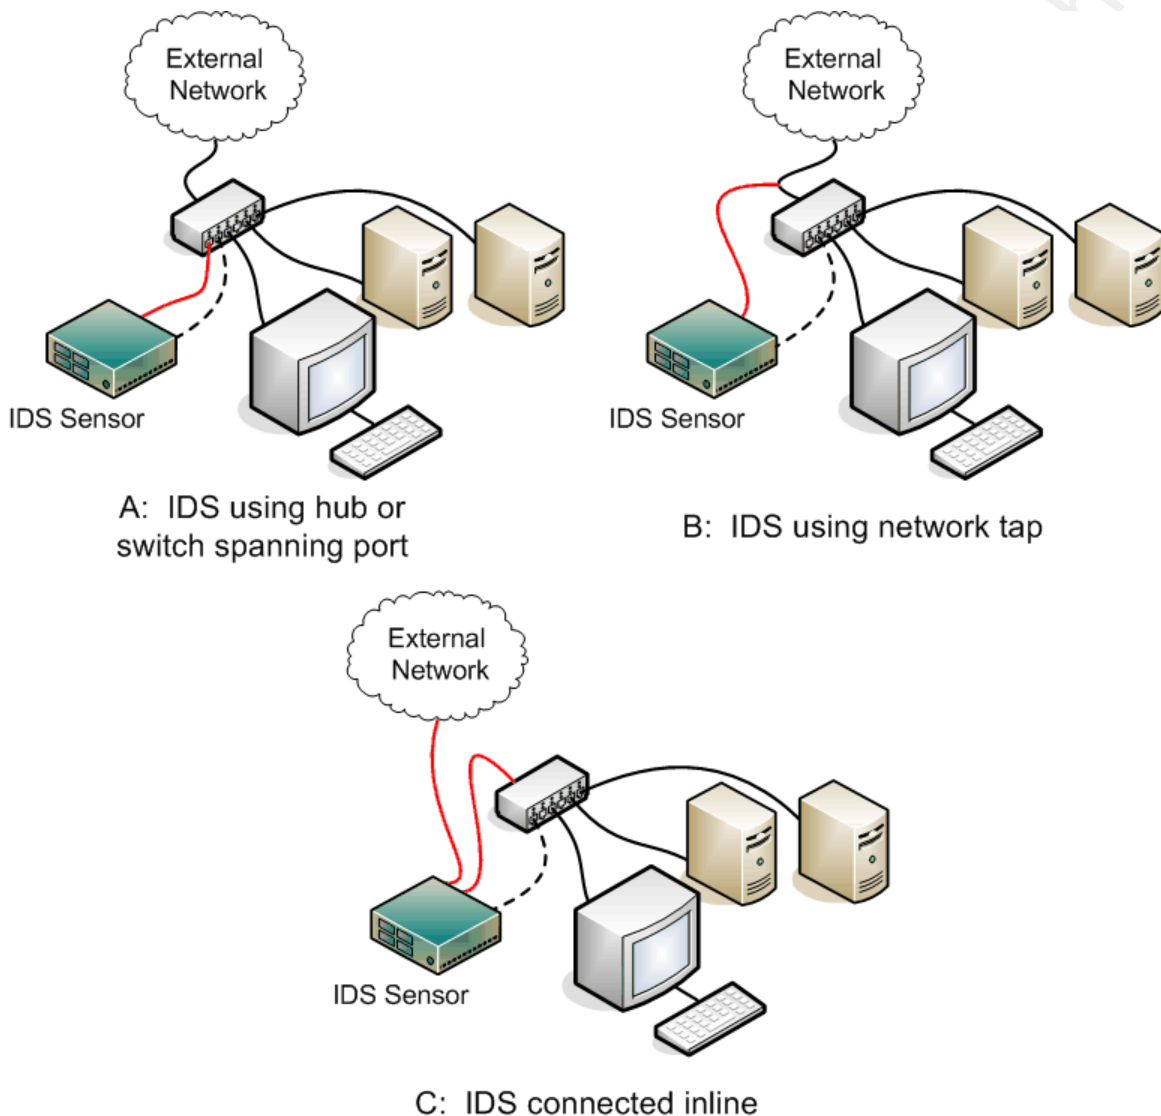 External
Network
IDS Sensor
A:  IDS using hub or
switch spanning port
External
Network
IDS Sensor
B:  IDS using network tap
External
Network
IDS Sensor
C:  IDS connected inline